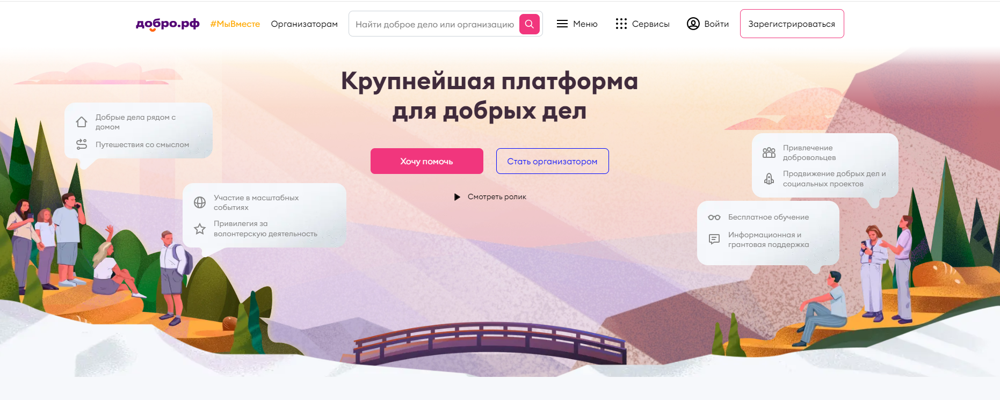 добро.рф
#МыВместе
Организаторам
Найти доброе дело или организацию
Меню
Сервисы
Войти
Зарегистрироваться
Крупнейшая платформа
для добрых дел
Хочу помочь
Стать организатором
Смотреть ролик
Добрые дела рядом с
домом
Путешествия со смыслом
Участие в масштабных
событиях
Привилегия за
волонтерскую деятельность
Привлечение
добровольцев
Продвижение добрых дел и
социальных проектов
Бесплатное обучение
Информационная и
грантовая поддержка